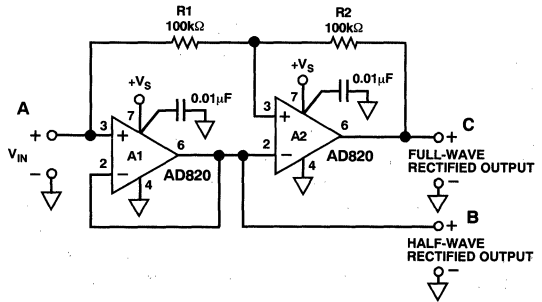 R1
100kΩ
R2
100kΩ
+VS
0.01μF
+VS
0.01μF
A
+
VIN
−
3
+
2
−
A1
7
6
4
AD820
3
+
2
−
A2
7
6
4
AD820
C
+
FULL-WAVE
RECTIFIED OUTPUT
−
B
+
HALF-WAVE
RECTIFIED OUTPUT
−